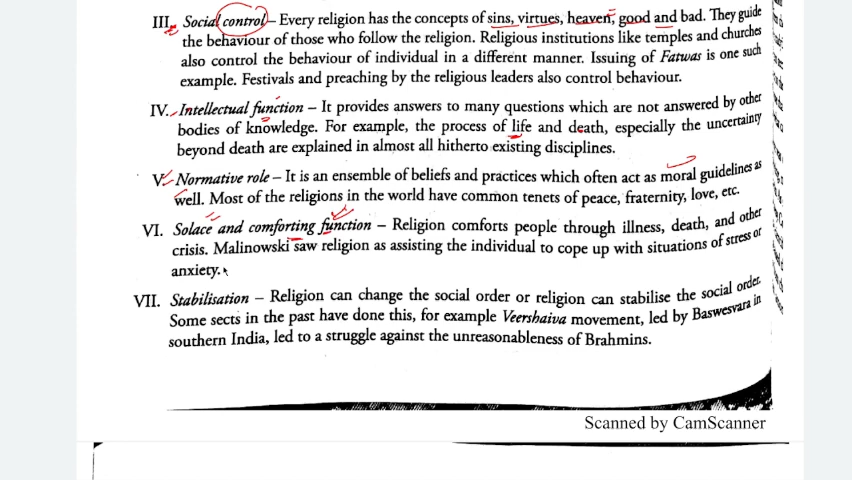 III. Social control – Every religion has the concepts of sins, virtues, heaven, good and bad. They guide
the behaviour of those who follow the religion. Religious institutions like temples and churches
also control the behaviour of individual in a different manner. Issuing of Fatwas is one such
example. Festivals and preaching by the religious leaders also control behaviour.
IV. Intellectual function – It provides answers to many questions which are not answered by other
bodies of knowledge. For example, the process of life and death, especially the uncertainty
beyond death are explained in almost all hitherto existing disciplines.
V. Normative role – It is an ensemble of beliefs and practices which often act as moral guidelines as
well. Most of the religions in the world have common tenets of peace, fraternity, love, etc.
VI. Solace and comforting function – Religion comforts people through illness, death, and other
crisis. Malinowski saw religion as assisting the individual to cope up with situations of stress or
anxiety.
VII. Stabilisation – Religion can change the social order or religion can stabilise the social order.
Some sects in the past have done this, for example Veershaiva movement, led by Baswesvara in
southern India, led to a struggle against the unreasonableness of Brahmins.
Scanned by CamScanner